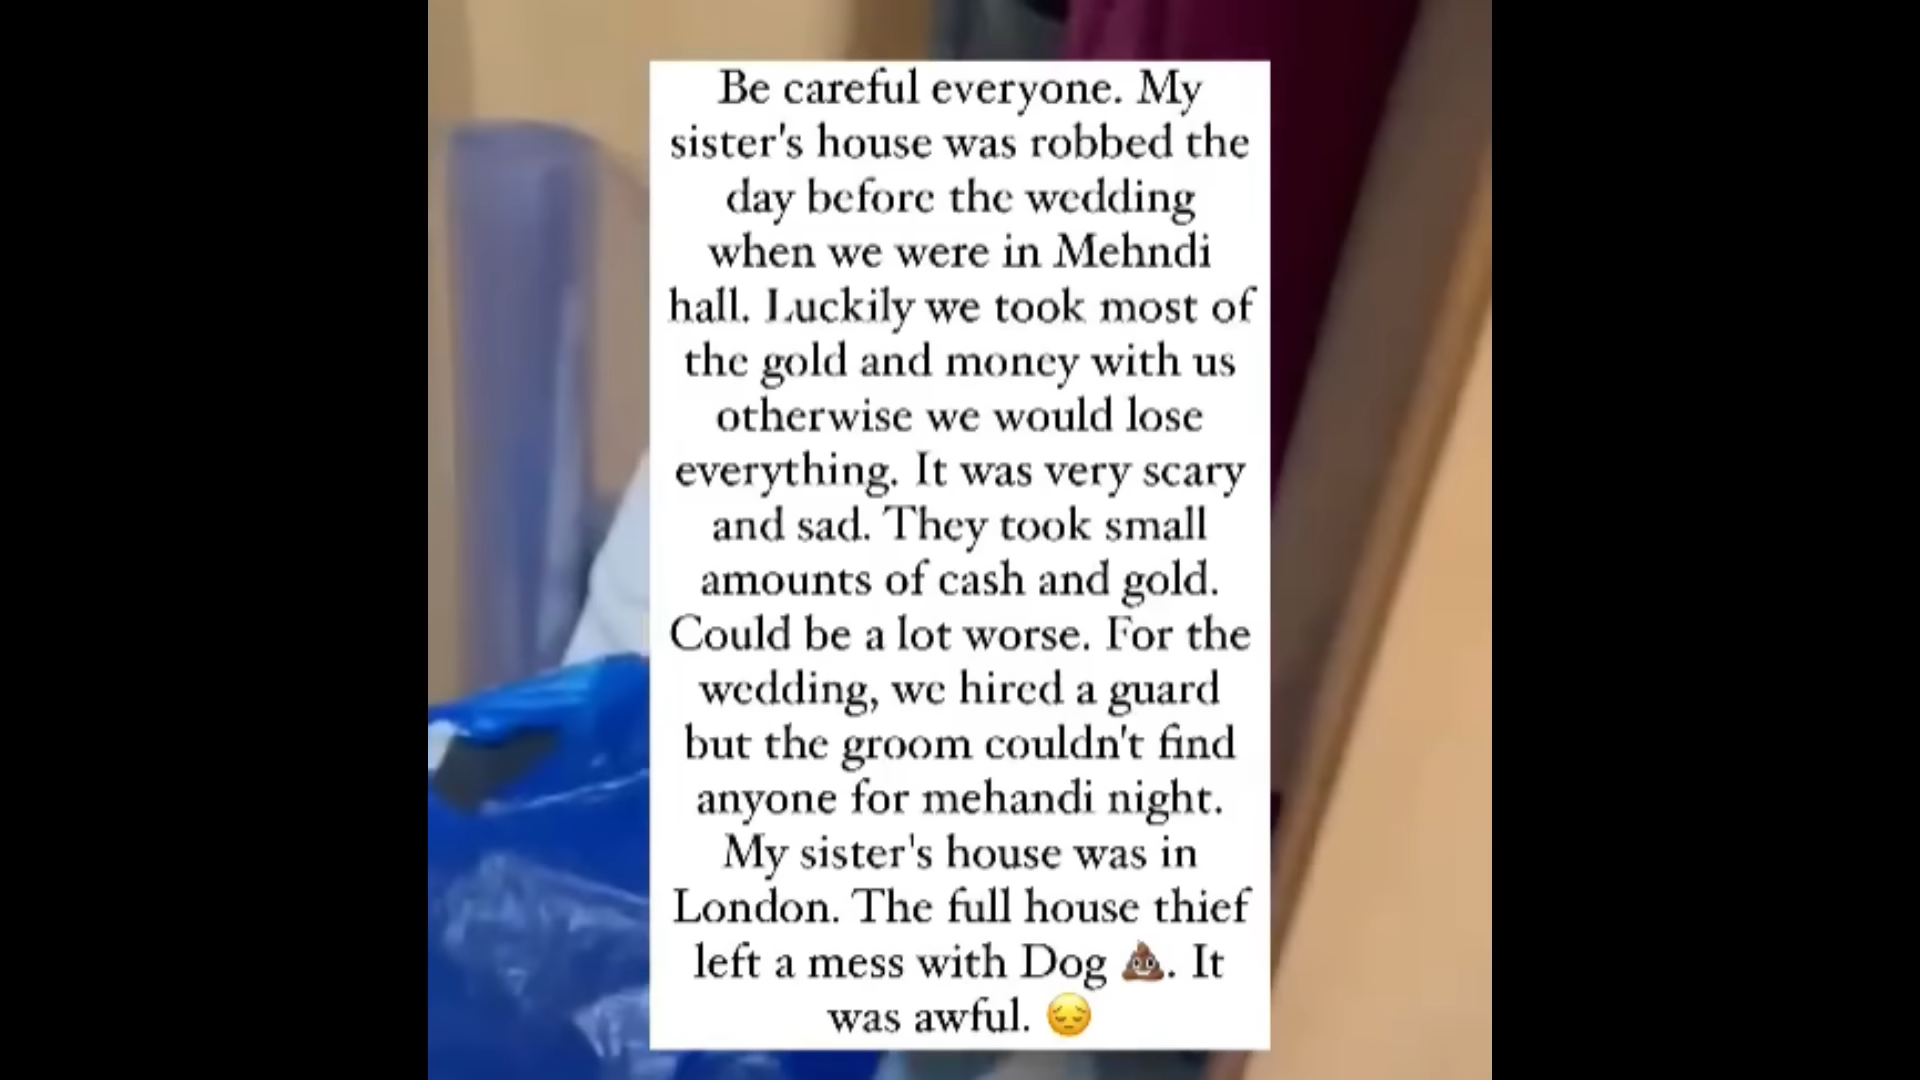 Be careful everyone. My
sister's house was robbed the
day before the wedding
when we were in Mehndi
hall. Luckily we took most of
the gold and money with us
otherwise we would lose
everything. It was very scary
and sad. They took small
amounts of cash and gold.
Could be a lot worse. For the
wedding, we hired a guard
but the groom couldn't find
anyone for mehandi night.
My sister's house was in
London. The full house thief
left a mess with Dog 💩. It
was awful. 😔